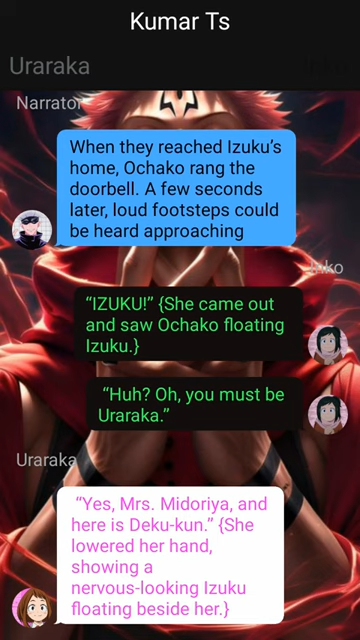 Kumar Ts
Uraraka
Inko
Narrator
When they reached Izuku's
home, Ochako rang the
doorbell. A few seconds
later, loud footsteps could
be heard approaching
Inko
“IZUKU!” {She came out
and saw Ochako floating
Izuku.}
“Huh? Oh, you must be
Uraraka.”
Uraraka
“Yes, Mrs. Midoriya, and
here is Deku-kun.” {She
lowered her hand,
showing a
nervous-looking Izuku
floating beside her.}